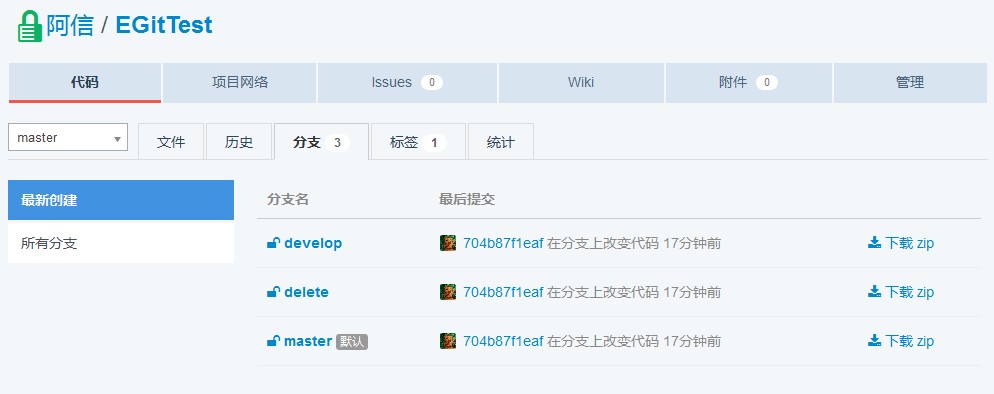 阿信 / EGitTest
代码 项目网络 Issues 0 Wiki 附件 0 管理
master 文件 历史 分支 3 标签 1 统计
最新创建 分支名 最后提交
所有分支 develop 704b87f1eaf 在分支上改变代码 17分钟前 下载 zip
delete 704b87f1eaf 在分支上改变代码 17分钟前 下载 zip
master 默认 704b87f1eaf 在分支上改变代码 17分钟前 下载 zip